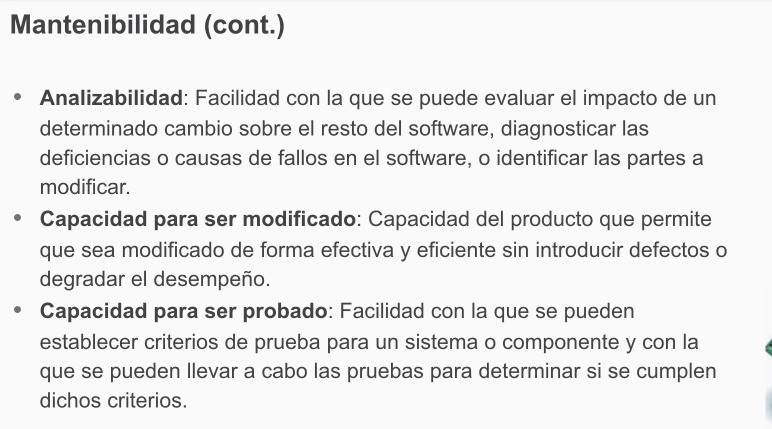 Mantenibilidad (cont.)
• Analizabilidad: Facilidad con la que se puede evaluar el impacto de un
determinado cambio sobre el resto del software, diagnosticar las
deficiencias o causas de fallos en el software, o identificar las partes a
modificar.
• Capacidad para ser modificado: Capacidad del producto que permite
que sea modificado de forma efectiva y eficiente sin introducir defectos o
degradar el desempeño.
• Capacidad para ser probado: Facilidad con la que se pueden
establecer criterios de prueba para un sistema o componente y con la
que se pueden llevar a cabo las pruebas para determinar si se cumplen
dichos criterios.